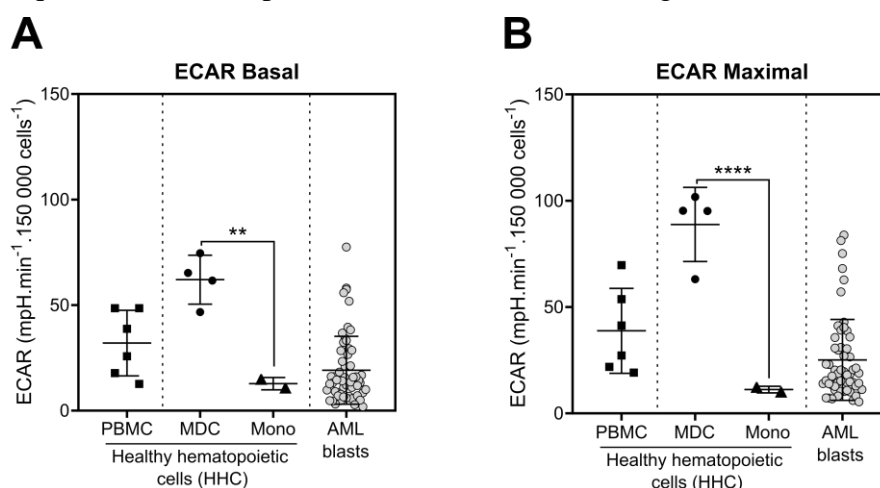 A
ECAR Basal
ECAR (mpH.min⁻¹.150 000 cells⁻¹)
150
100
50
0
**
PBMC MDC Mono AML
blasts
Healthy hematopoietic
cells (HHC)
B
ECAR Maximal
ECAR (mpH.min⁻¹.150 000 cells⁻¹)
150
100
50
0
****
PBMC MDC Mono AML
blasts
Healthy hematopoietic
cells (HHC)